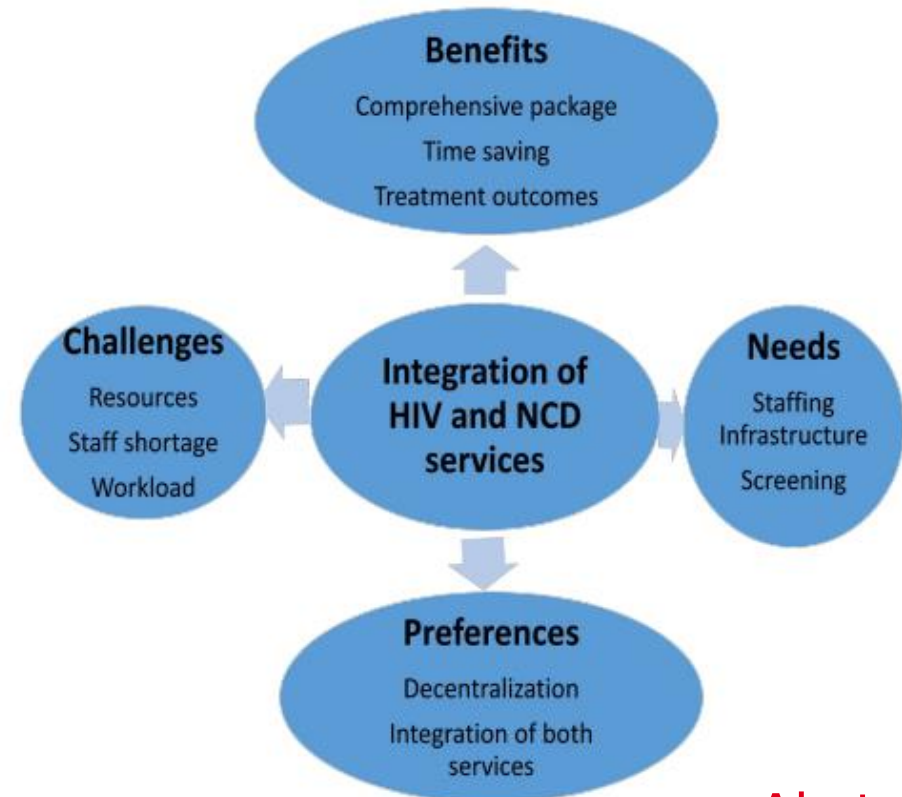 Benefits
Comprehensive package
Time saving
Treatment outcomes
Challenges
Resources
Staff shortage
Workload
Integration of
HIV and NCD
services
Needs
Staffing
Infrastructure
Screening
Preferences
Decentralization
Integration of both
services